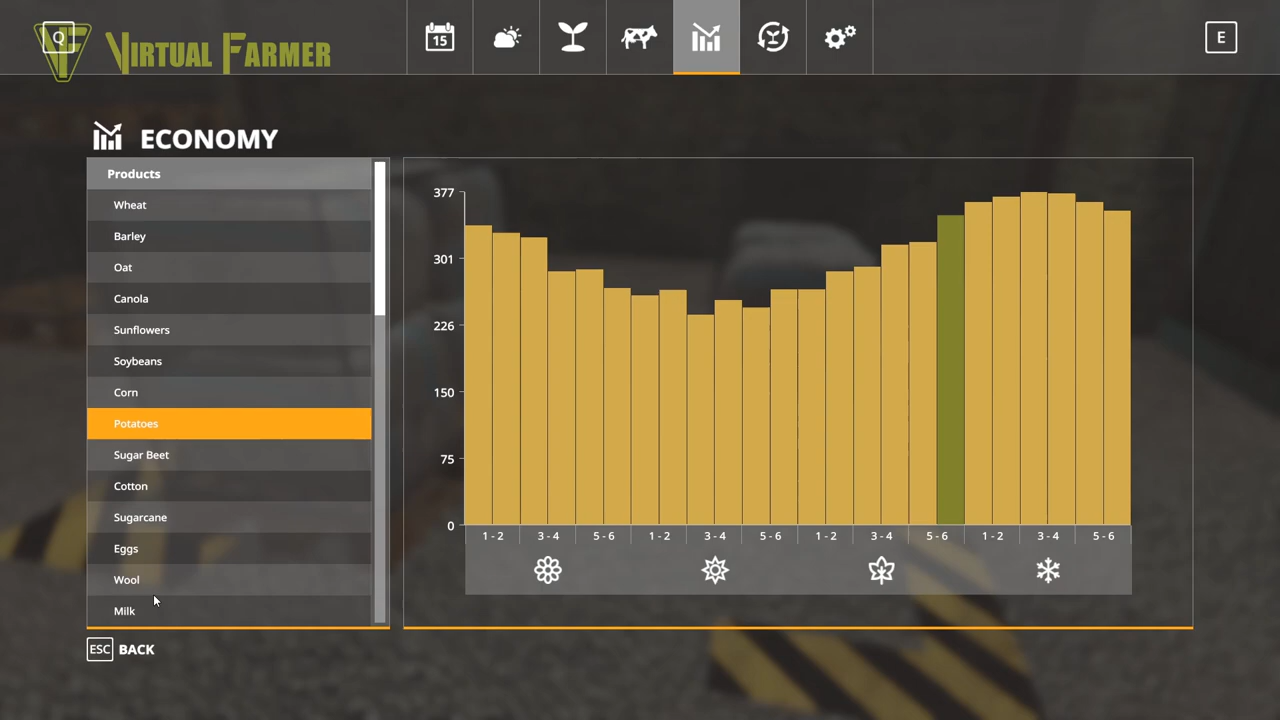 Q
VIRTUAL FARMER
15
E
ECONOMY
Products
Wheat
Barley
Oat
Canola
Sunflowers
Soybeans
Corn
Potatoes
Sugar Beet
Cotton
Sugarcane
Eggs
Wool
Milk
377
301
226
150
75
0
1 - 2 3 - 4 5 - 6 1 - 2 3 - 4 5 - 6 1 - 2 3 - 4 5 - 6 1 - 2 3 - 4 5 - 6
ESC BACK